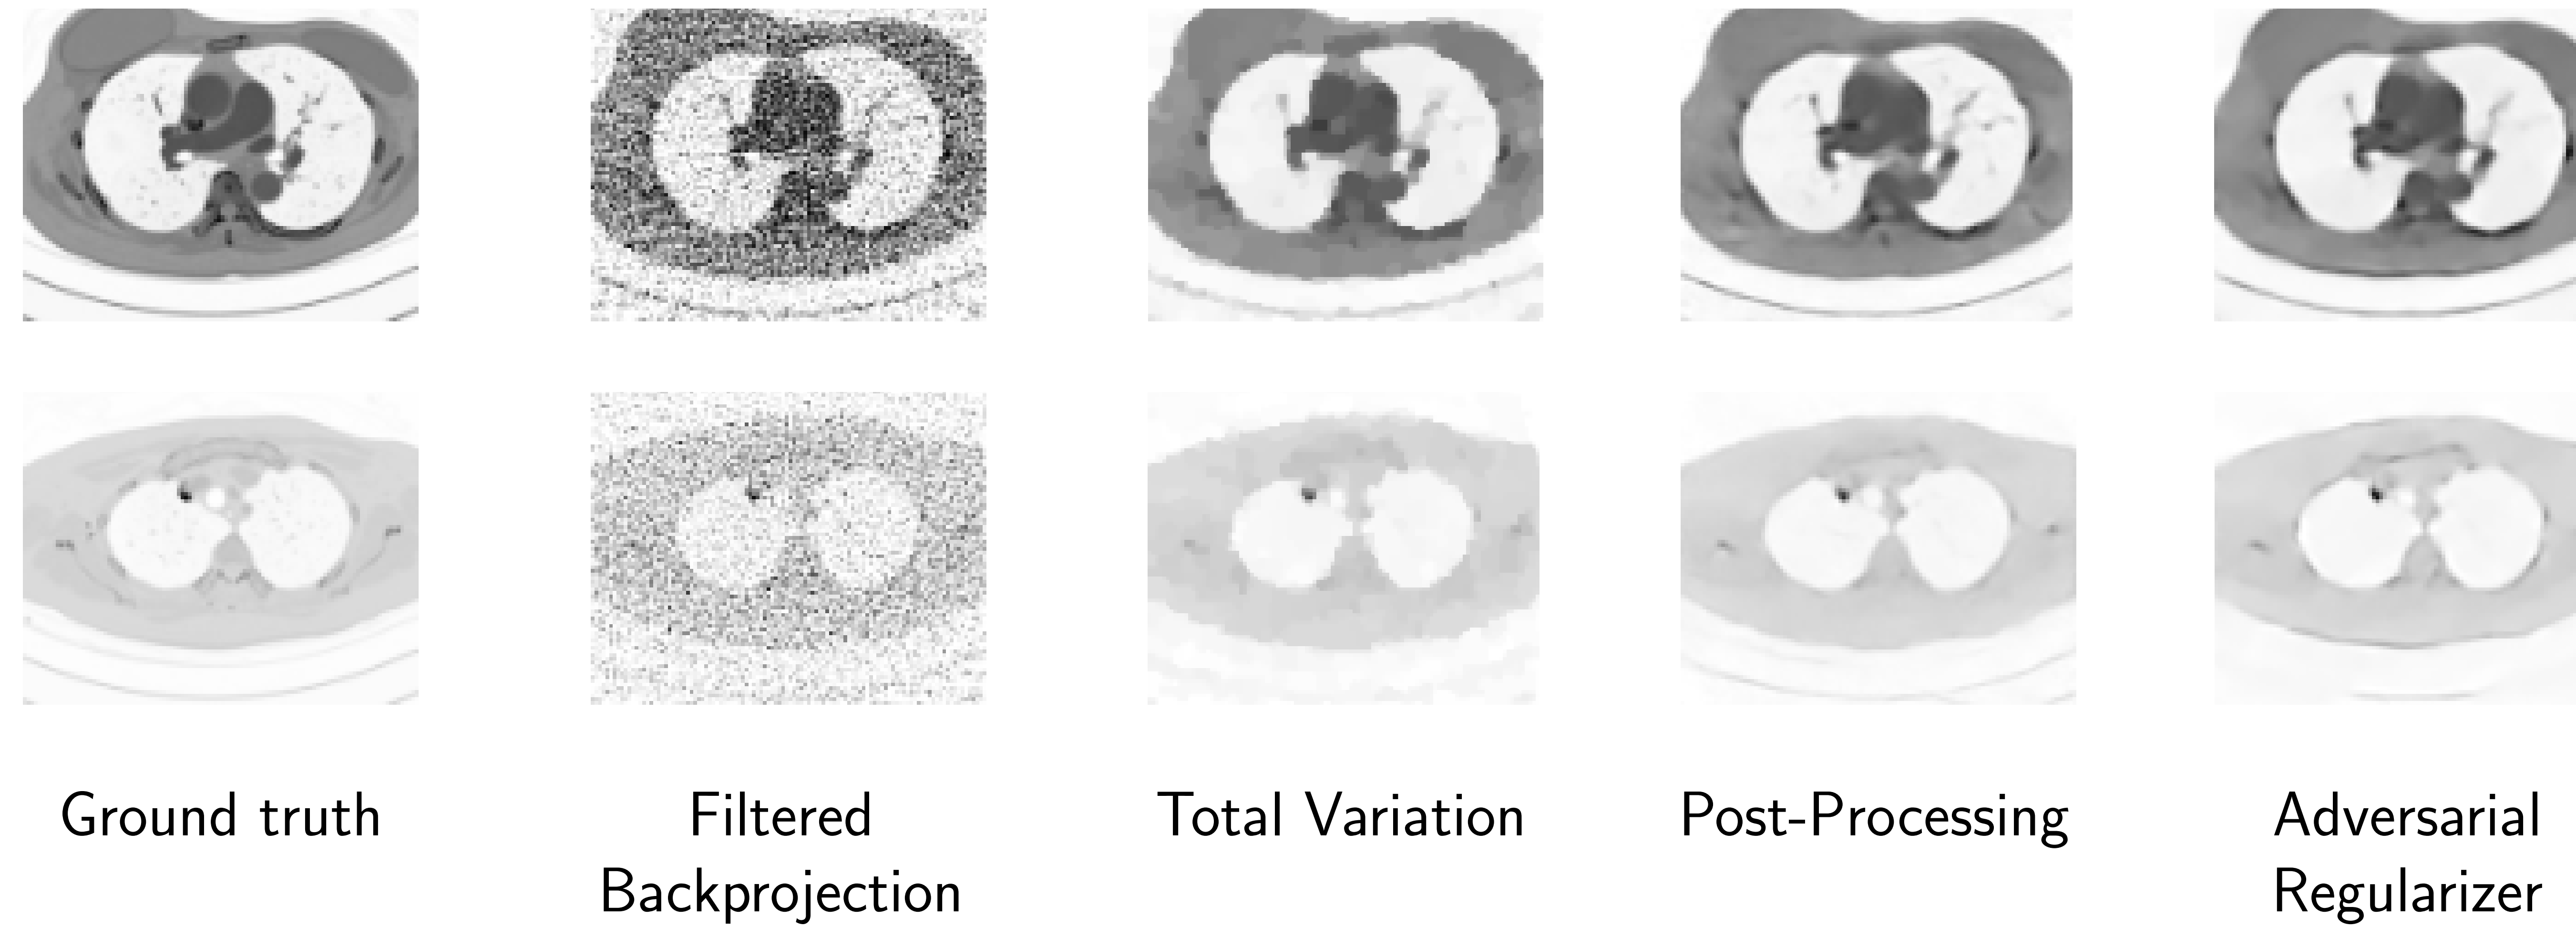 Ground truth
Filtered
Backprojection
Total Variation
Post-Processing
Adversarial
Regularizer